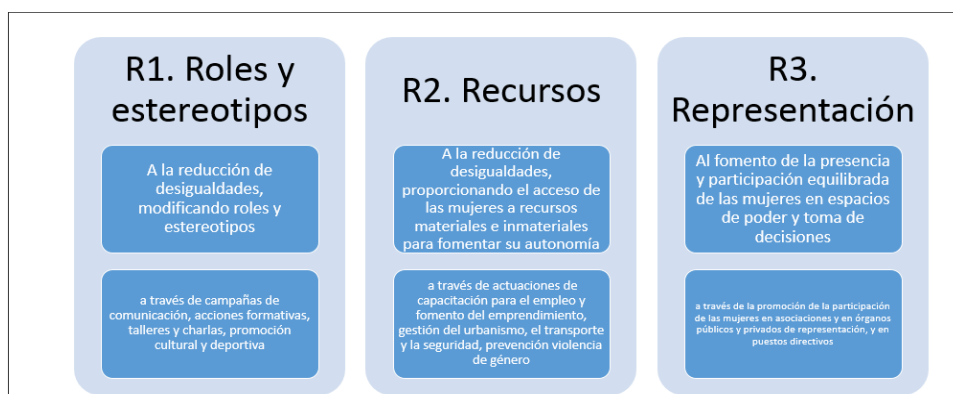 R1. Roles y
estereotipos
A la reducción de
desigualdades,
modificando roles y
estereotipos
a través de campañas de
comunicación, acciones formativas,
talleres y charlas, promoción
cultural y deportiva
R2. Recursos
A la reducción de
desigualdades,
proporcionando el acceso de
las mujeres a recursos
materiales e inmateriales
para fomentar su autonomía
a través de actuaciones de
capacitación para el empleo y
fomento del emprendimiento,
gestión del urbanismo, el transporte
y la seguridad, prevención violencia
de género
R3.
Representación
Al fomento de la presencia
y participación equilibrada
de las mujeres en espacios
de poder y toma de
decisiones
a través de la promoción de la participación
de las mujeres en asociaciones y en órganos
públicos y privados de representación, y en
puestos directivos